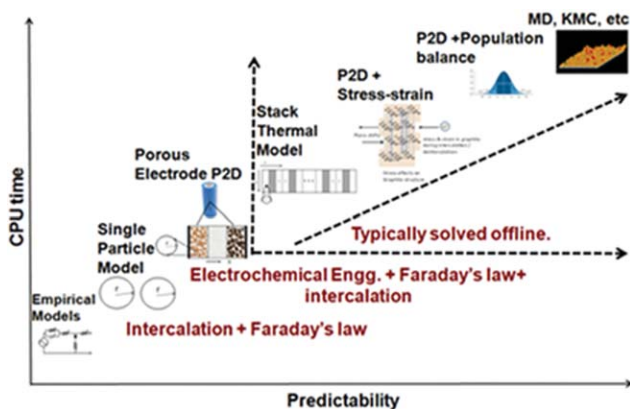 MD, KMC, etc
P2D +Population
balance
P2D +
Stress-strain
Stack
Thermal
Model
Porous
Electrode P2D
Single
Particle
Model
Empirical
Models
Typically solved offline.
Electrochemical Engg. + Faraday's law+
intercalation
Intercalation + Faraday's law
CPU time
Predictability